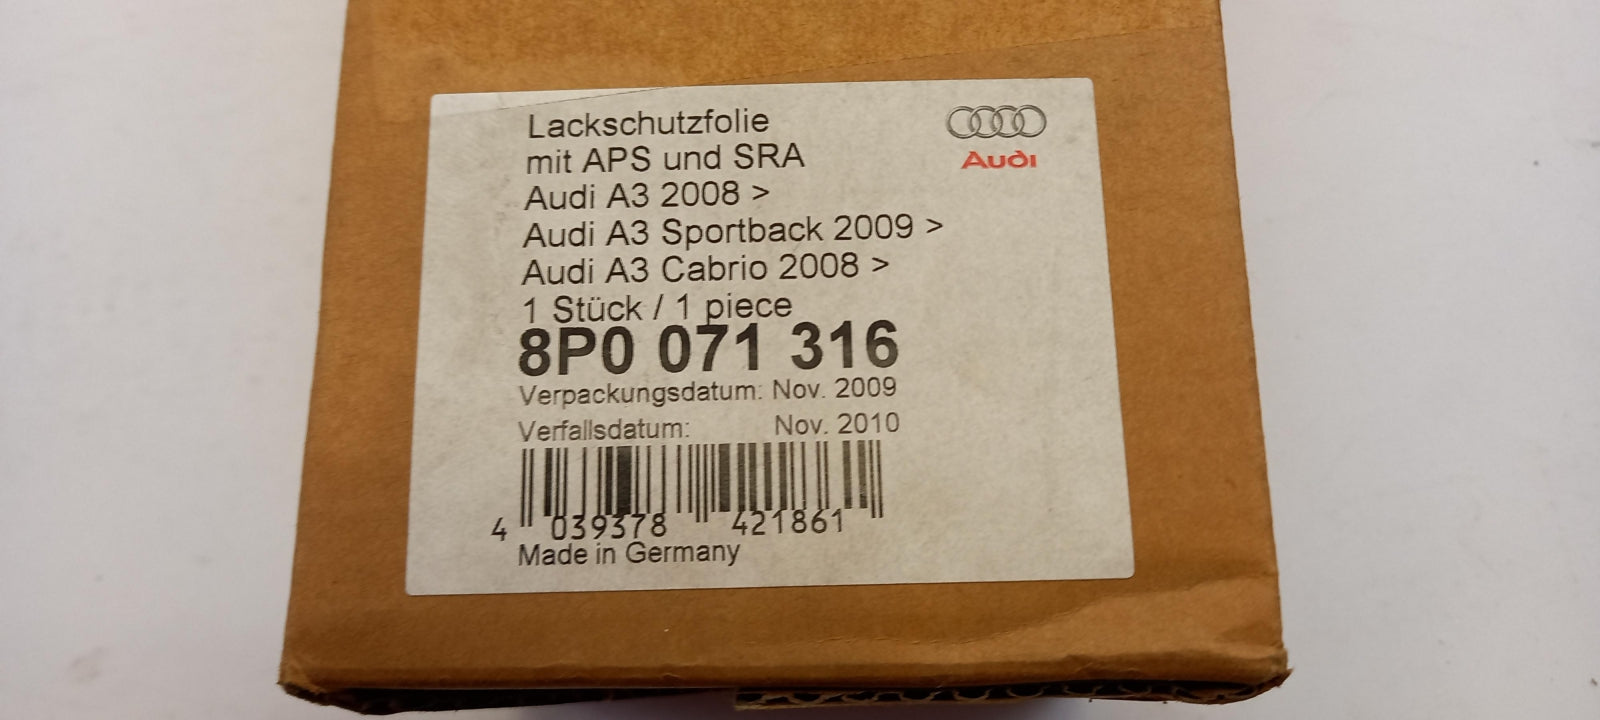 Lackschutzfolie
mit APS und SRA
Audi A3 2008 >
Audi A3 Sportback 2009 >
Audi A3 Cabrio 2008 >
1 Stück / 1 piece
8P0 071 316
Verpackungsdatum: Nov. 2009
Verfallsdatum: Nov. 2010
4 039378 421861
Made in Germany
Audi